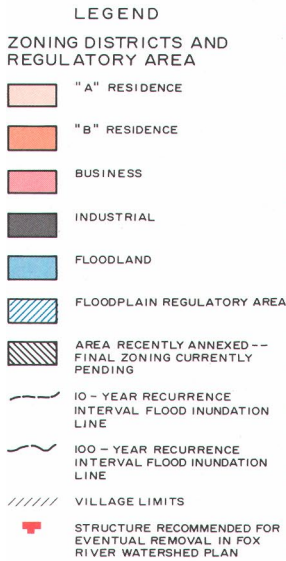 LEGEND
ZONING DISTRICTS AND
REGULATORY AREA
"A" RESIDENCE
"B" RESIDENCE
BUSINESS
INDUSTRIAL
FLOODLAND
FLOODPLAIN REGULATORY AREA
AREA RECENTLY ANNEXED--
FINAL ZONING CURRENTLY
PENDING
10 - YEAR RECURRENCE
INTERVAL FLOOD INUNDATION
LINE
100 - YEAR RECURRENCE
INTERVAL FLOOD INUNDATION
LINE
VILLAGE LIMITS
STRUCTURE RECOMMENDED FOR
EVENTUAL REMOVAL IN FOX
RIVER WATERSHED PLAN